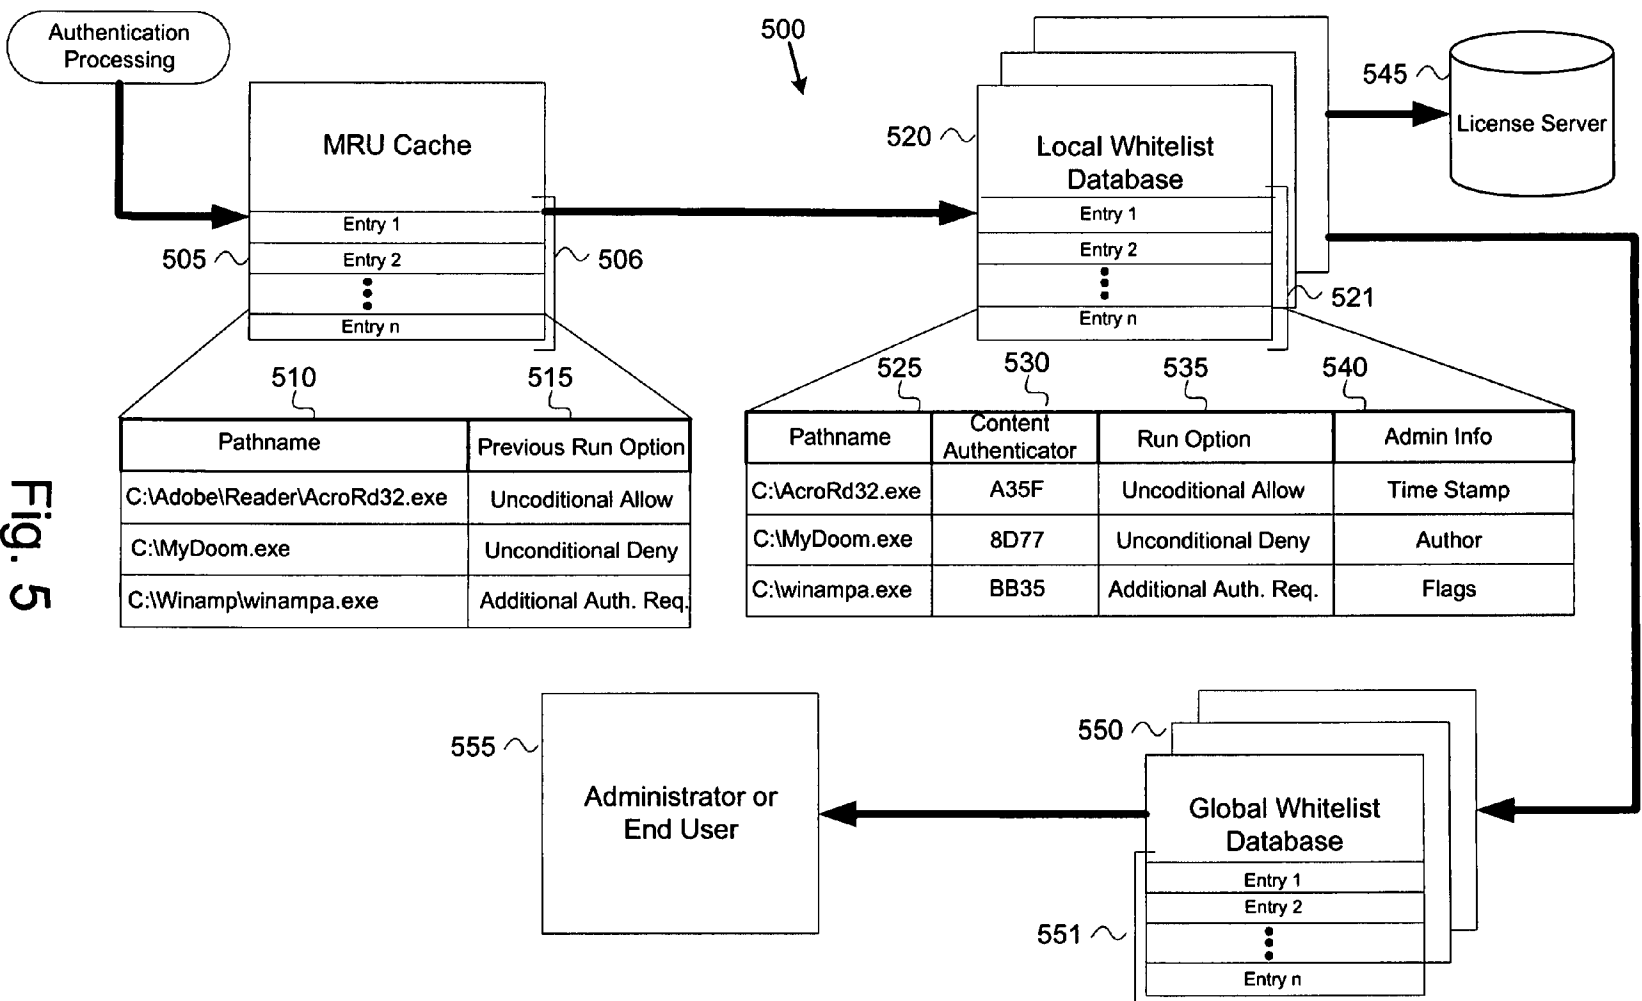 Authentication
Processing
500
545
License Server
MRU Cache
Entry 1
Entry 2
Entry n
505
506
520
Local Whitelist
Database
Entry 1
Entry 2
Entry n
521
510
515
Pathname
Previous Run Option
C:\Adobe\Reader\AcroRd32.exe
Uncoditional Allow
C:\MyDoom.exe
Unconditional Deny
C:\Winamp\winampa.exe
Additional Auth. Req.
525
530
535
540
Pathname
Content
Authenticator
Run Option
Admin Info
C:\AcroRd32.exe
A35F
Uncoditional Allow
Time Stamp
C:\MyDoom.exe
8D77
Unconditional Deny
Author
C:\winampa.exe
BB35
Additional Auth. Req.
Flags
Fig. 5
555
Administrator or
End User
550
Global Whitelist
Database
Entry 1
Entry 2
Entry n
551